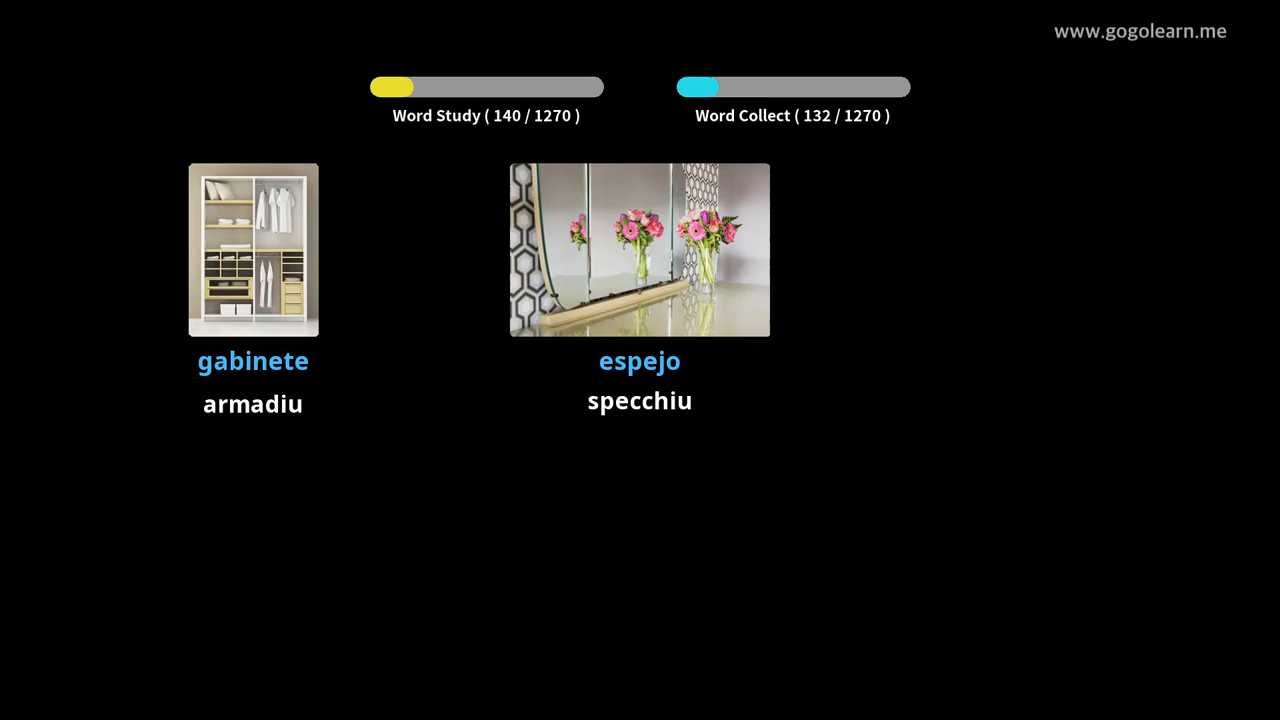 www.gogolearn.me
Word Study ( 140 / 1270 )
Word Collect ( 132 / 1270 )
gabinete
armadiu
espejo
specchiu